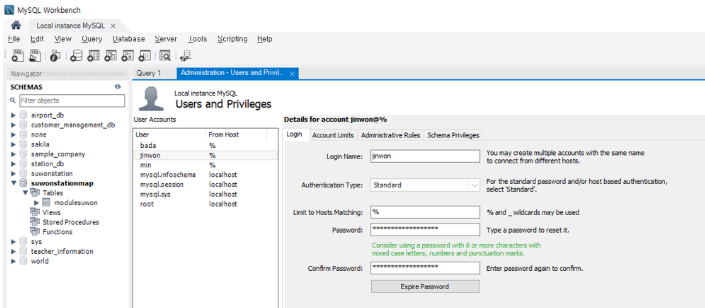 MySQL Workbench
Local instance MySQL ×
File Edit View Query Database Server Tools Scripting Help
Navigator
Query 1 Administration - Users and Privil... ×
SCHEMAS
Filter objects
airport_db
customer_management_db
none
sakila
sample_company
station_db
suwonstation
suwonstationmap
Tables
modulesuwon
Views
Stored Procedures
Functions
sys
teacher_information
world
Local instance MySQL
Users and Privileges
User Accounts
User From Host
bada %
jinwon %
min %
mysql.infoschema localhost
mysql.session localhost
mysql.sys localhost
root localhost
Details for account jinwon@%
Login Account Limits Administrative Roles Schema Privileges
Login Name: jinwon You may create multiple accounts with the same name
to connect from different hosts.
Authentication Type: Standard For the standard password and/or host based authentication,
select 'Standard'.
Limit to Hosts Matching: % % and _ wildcards may be used
Password: ****************** Type a password to reset it.
Consider using a password with 8 or more characters with
mixed case letters, numbers and punctuation marks.
Confirm Password: ****************** Enter password again to confirm.
Expire Password